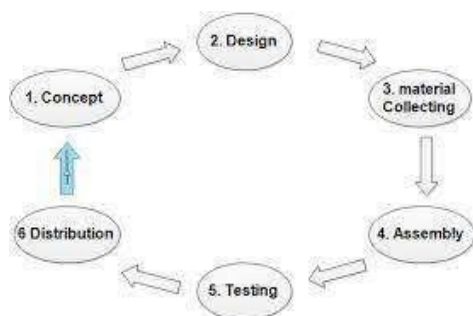 1. Concept
2. Design
3. material
Collecting
4. Assembly
5. Testing
6 Distribution